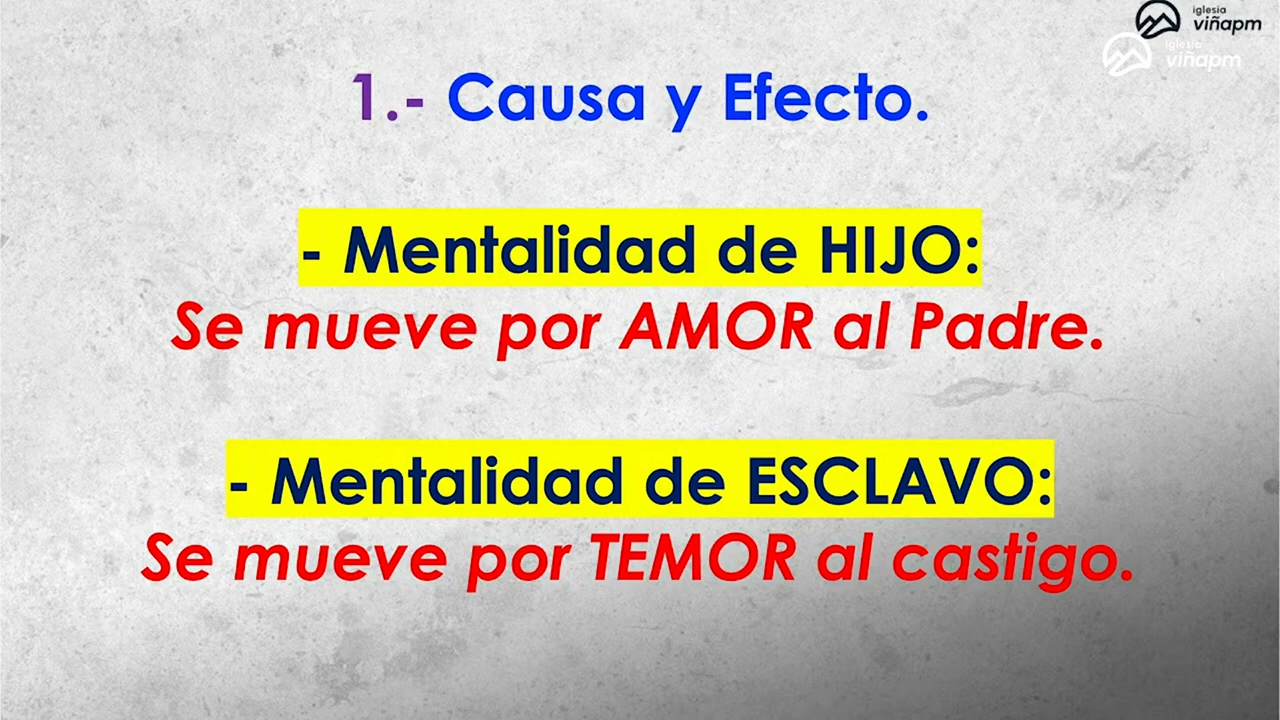 iglesia
viñapm
iglesia
viñapm
1.- Causa y Efecto.
- Mentalidad de HIJO:
Se mueve por AMOR al Padre.
- Mentalidad de ESCLAVO:
Se mueve por TEMOR al castigo.